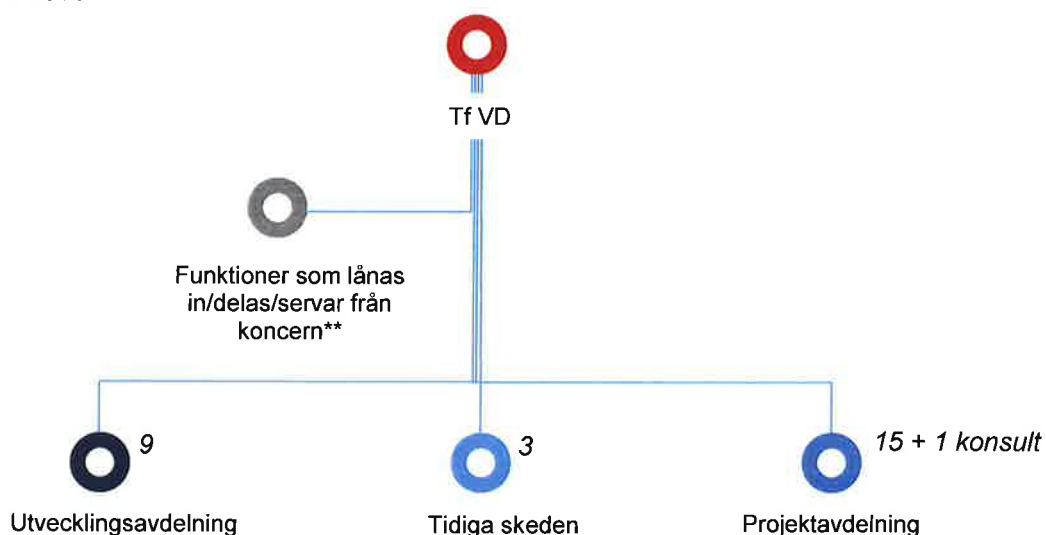 Tf VD
Funktioner som lånas
in/delas/servar från
koncern**
9
3
15 + 1 konsult
Utvecklingsavdelning
Tidiga skeden
Projektavdelning